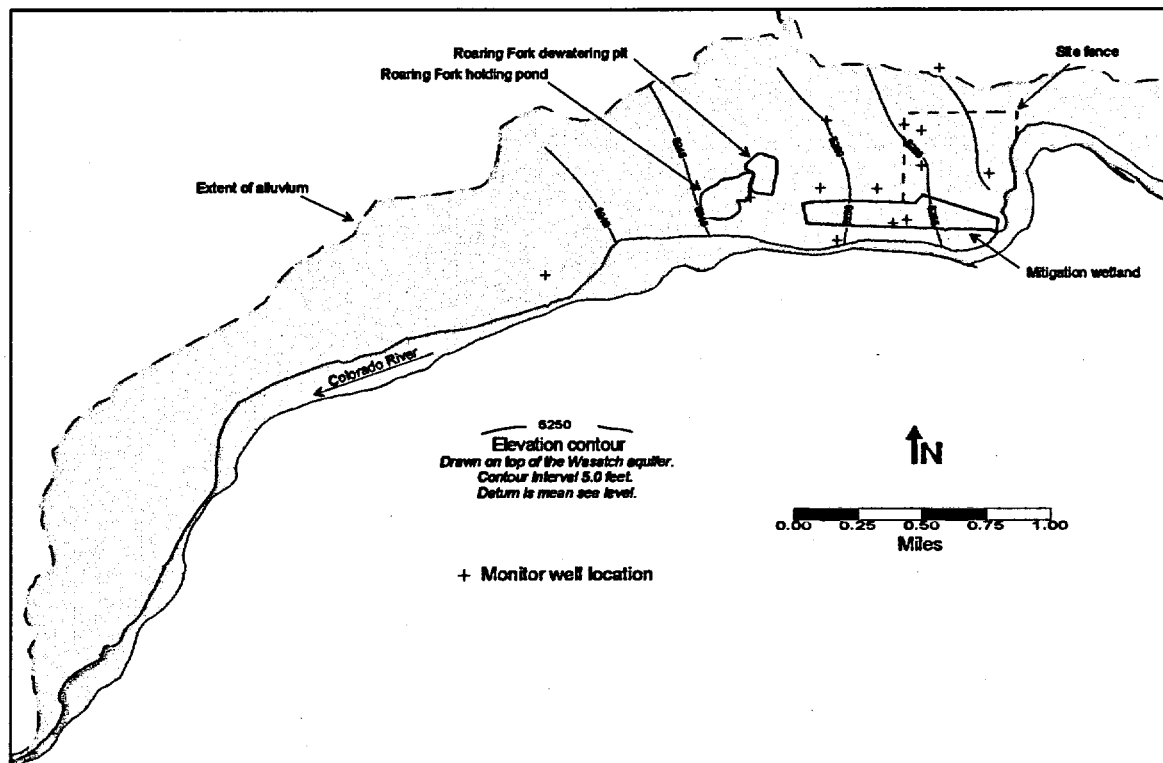 Roaring Fork dewatering pit
Roaring Fork holding pond
Site fence
Extent of alluvium
Mitigation wetland
Colorado River
5250
Elevation contour
Drawn on top of the Wasatch aquifer.
Contour interval 5.0 feet.
Datum is mean sea level.
N
0.00 0.25 0.50 0.75 1.00
Miles
+ Monitor well location